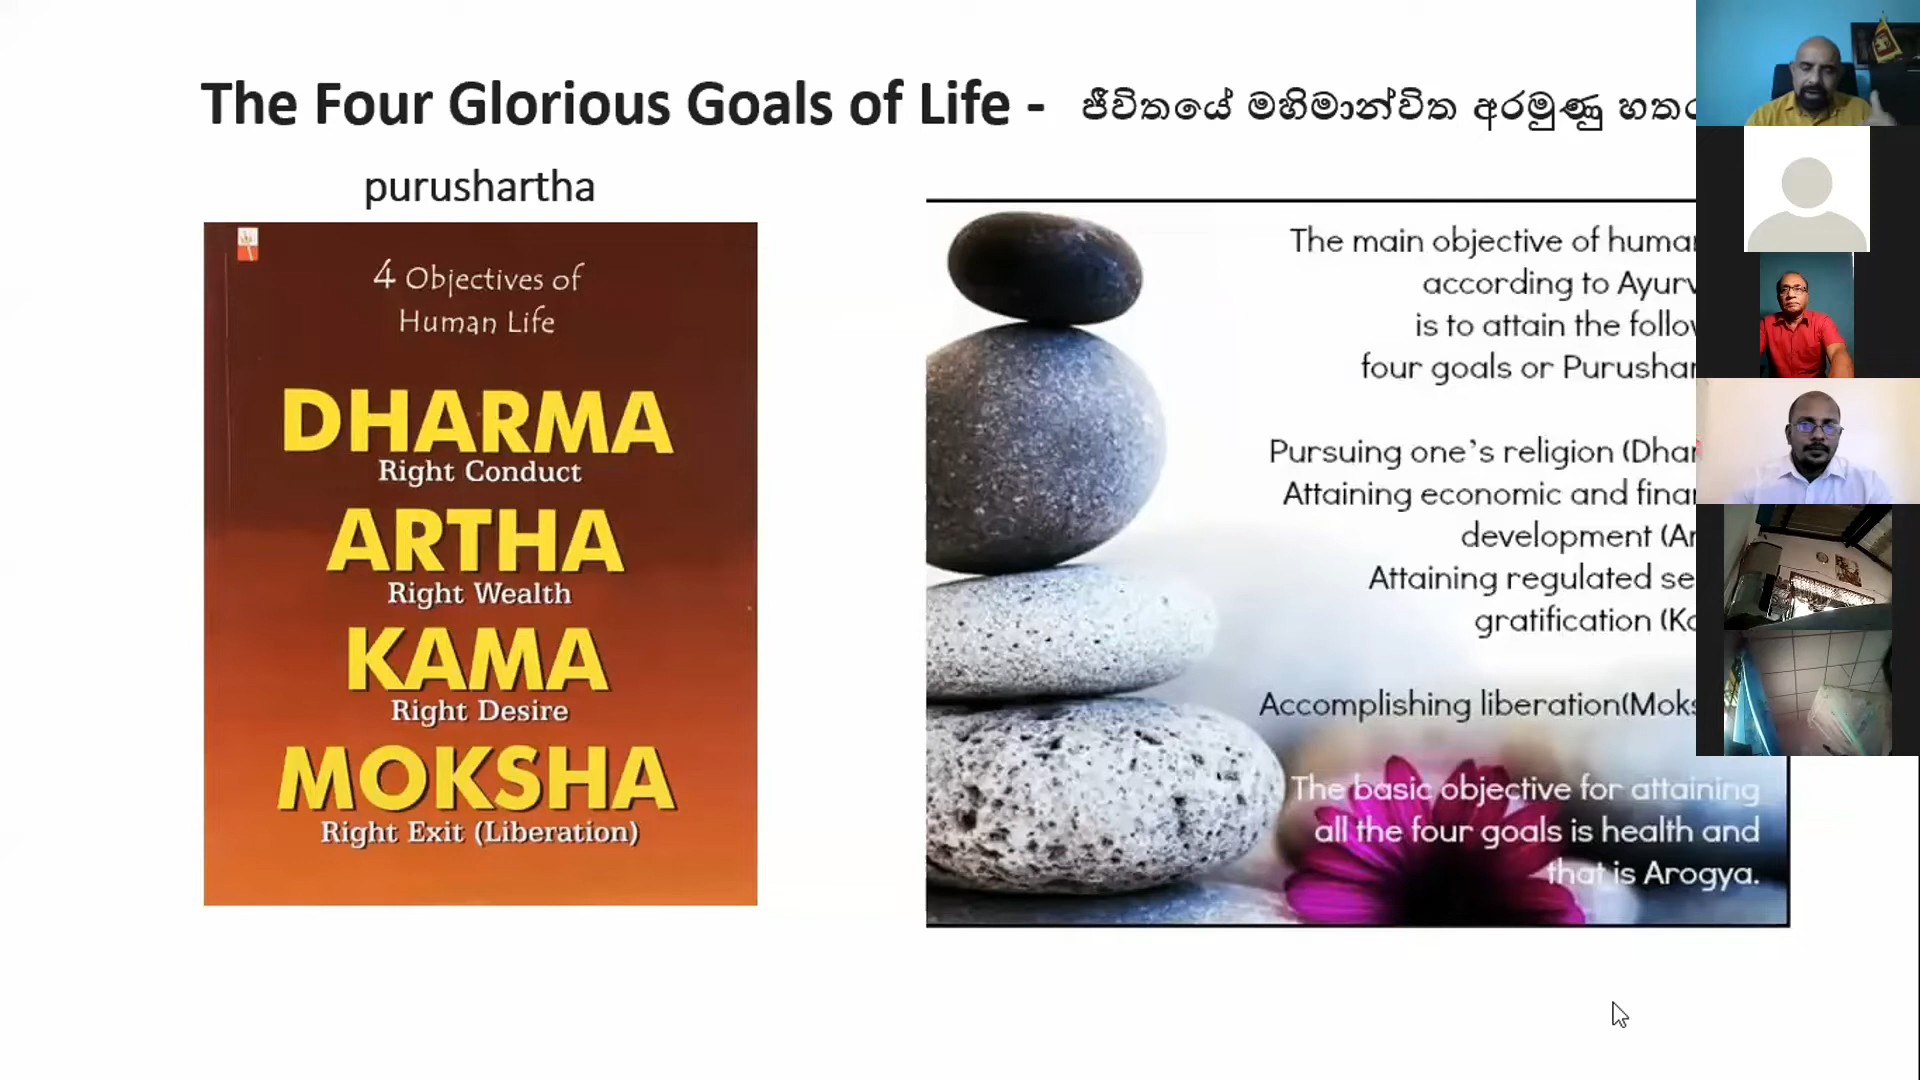 The Four Glorious Goals of Life - ජීවිතයේ මහිමාන්විත අරමුණු
purushartha
4 Objectives of
Human Life
DHARMA
Right Conduct
ARTHA
Right Wealth
KAMA
Right Desire
MOKSHA
Right Exit (Liberation)
The main objective of
according to
is to attain the
four goals or
Pursuing one's religion
Attaining economic and
development
Attaining regulated
gratification
Accomplishing liberation
The basic objective for attaining
all the four goals is health and
that is Arogya.